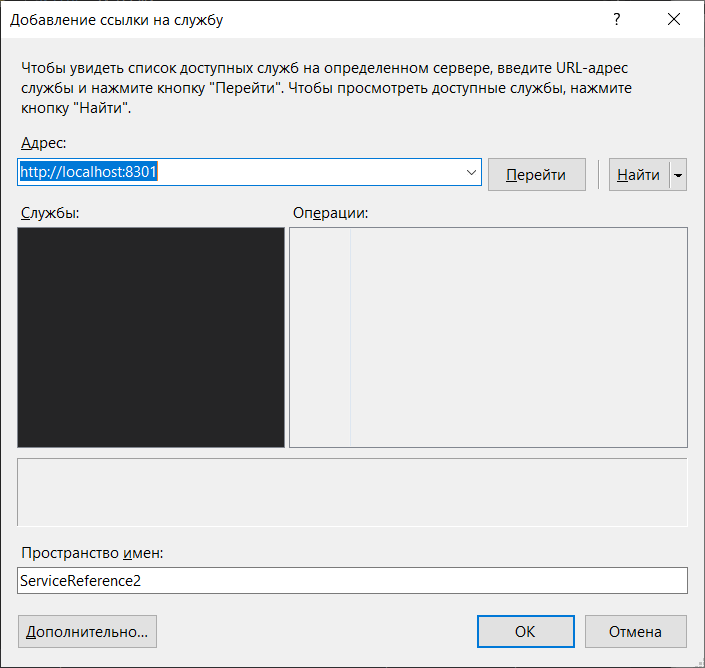 Добавление ссылки на службу
?
Чтобы увидеть список доступных служб на определенном сервере, введите URL-адрес
службы и нажмите кнопку "Перейти". Чтобы просмотреть доступные службы, нажмите
кнопку "Найти".
Адрес:
http://localhost:8301
Перейти
Найти
Службы:
Операции:
Пространство имен:
ServiceReference2
Дополнительно...
ОК
Отмена